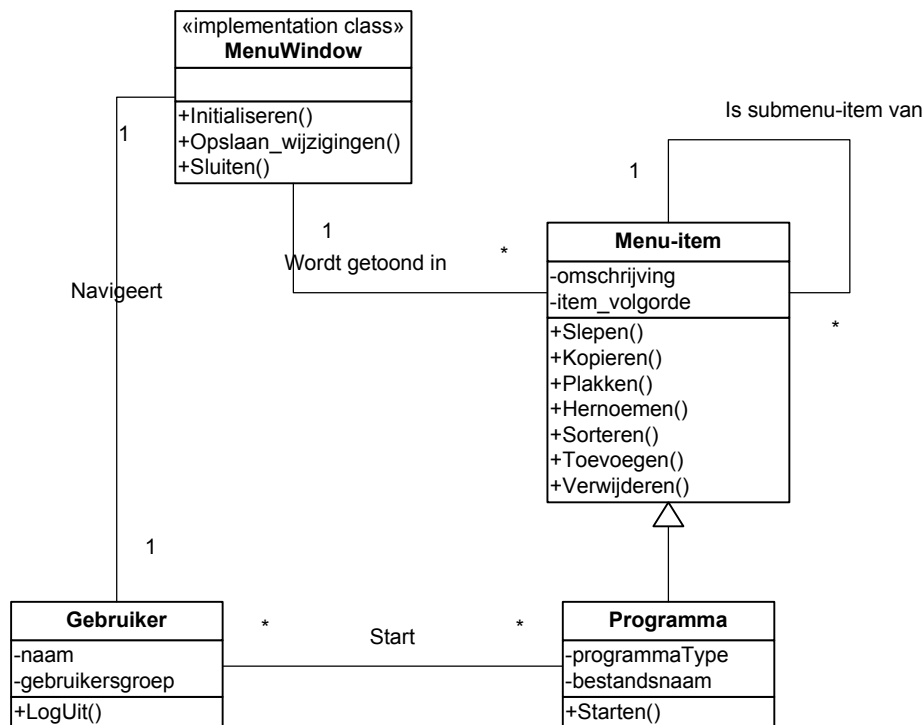 «implementation class»
MenuWindow
+Initialiseren()
+Opslaan_wijzigingen()
+Sluiten()
1
1
Wordt getoond in
*
Navigeert
1
Is submenu-item van
1
*
Menu-item
-omschrijving
-item_volgorde
+Slepen()
+Kopieren()
+Plakken()
+Hernoemen()
+Sorteren()
+Toevoegen()
+Verwijderen()
Gebruiker
-naam
-gebruikersgroep
+LogUit()
*
Start
*
Programma
-programmaType
-bestandsnaam
+Starten()